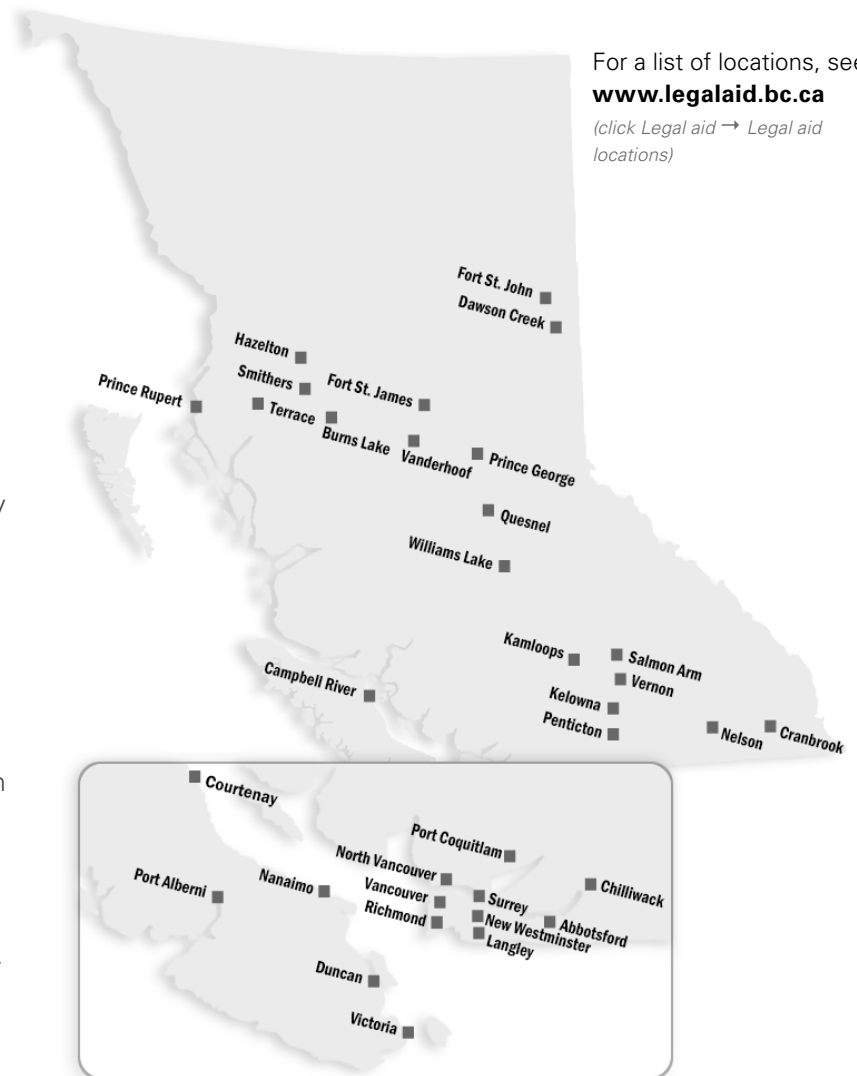 For a list of locations, see
www.legalaid.bc.ca
(click Legal aid → Legal aid
locations)
Fort St. John
Dawson Creek
Hazelton
Smithers
Fort St. James
Prince Rupert
Terrace
Burns Lake
Vanderhoof
Prince George
Quesnel
Williams Lake
Kamloops
Salmon Arm
Vernon
Campbell River
Kelowna
Penticton
Nelson
Cranbrook
Courtenay
Port Coquitlam
North Vancouver
Port Alberni
Nanaimo
Vancouver
Surrey
Chilliwack
Richmond
New Westminster
Abbotsford
Langley
Duncan
Victoria